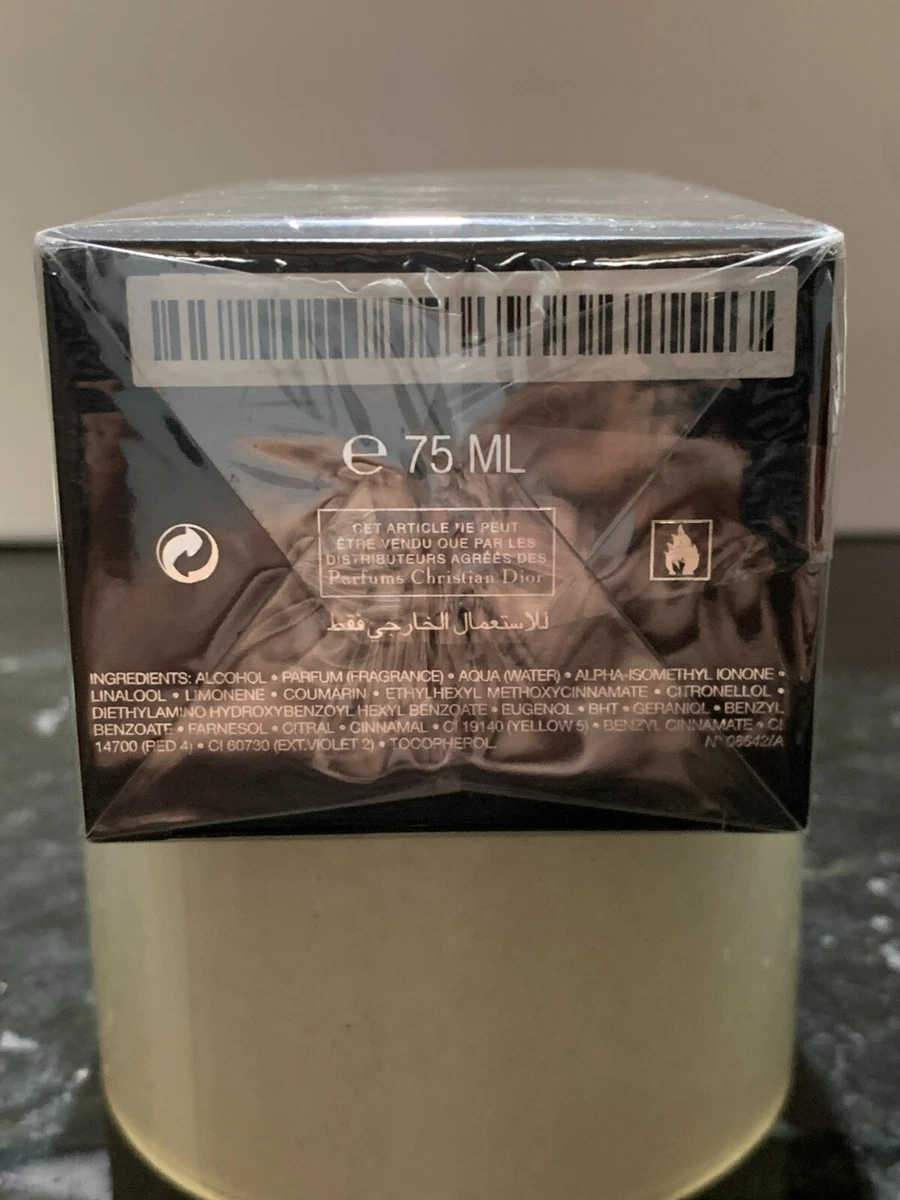 ℮ 75 ML
CET ARTICLE NE PEUT
ÊTRE VENDU QUE PAR LES
DISTRIBUTEURS AGRÉÉS DES
Parfums Christian Dior
للاستعمال الخارجي فقط
INGREDIENTS: ALCOHOL • PARFUM (FRAGRANCE) • AQUA (WATER) • ALPHA-ISOMETHYL IONONE •
LINALOOL • LIMONENE • COUMARIN • ETHYLHEXYL METHOXYCINNAMATE • CITRONELLOL •
DIETHYLAMINO HYDROXYBENZOYL HEXYL BENZOATE • EUGENOL • BHT • GERANIOL • BENZYL
BENZOATE • FARNESOL • CITRAL • CINNAMAL • CI 19140 (YELLOW 5) • BENZYL CINNAMATE • CI
14700 (RED 4) • CI 60730 (EXT.VIOLET 2) • TOCOPHEROL. N° 08642/A